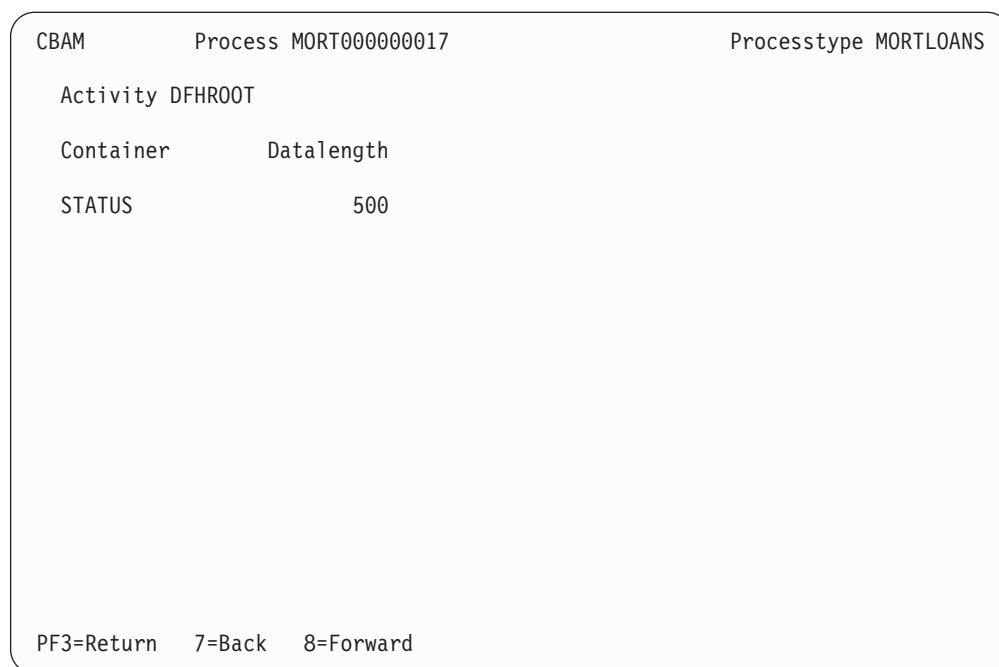 CBAM Process MORT000000017 Processtype MORTLOANS
Activity DFHROOT
Container Datalength
STATUS 500
PF3=Return 7=Back 8=Forward